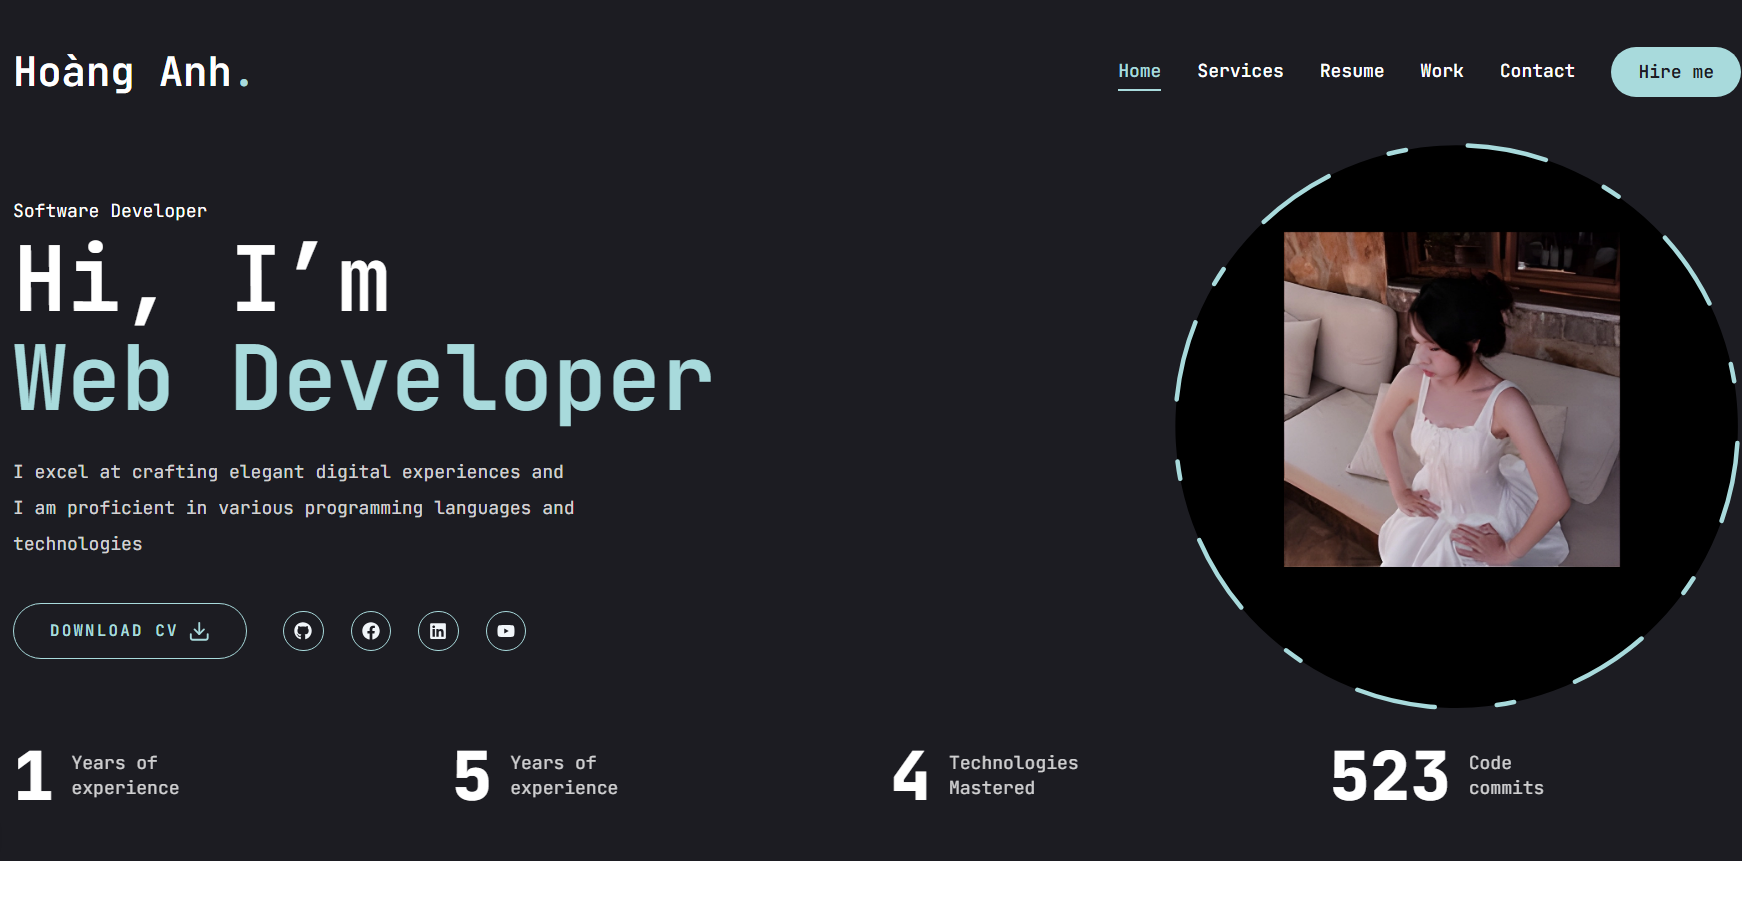 Hoàng Anh.
Home Services Resume Work Contact Hire me
Software Developer
Hi, I’m
Web Developer
I excel at crafting elegant digital experiences and
I am proficient in various programming languages and
technologies
DOWNLOAD CV
1 Years of
experience
5 Years of
experience
4 Technologies
Mastered
523 Code
commits